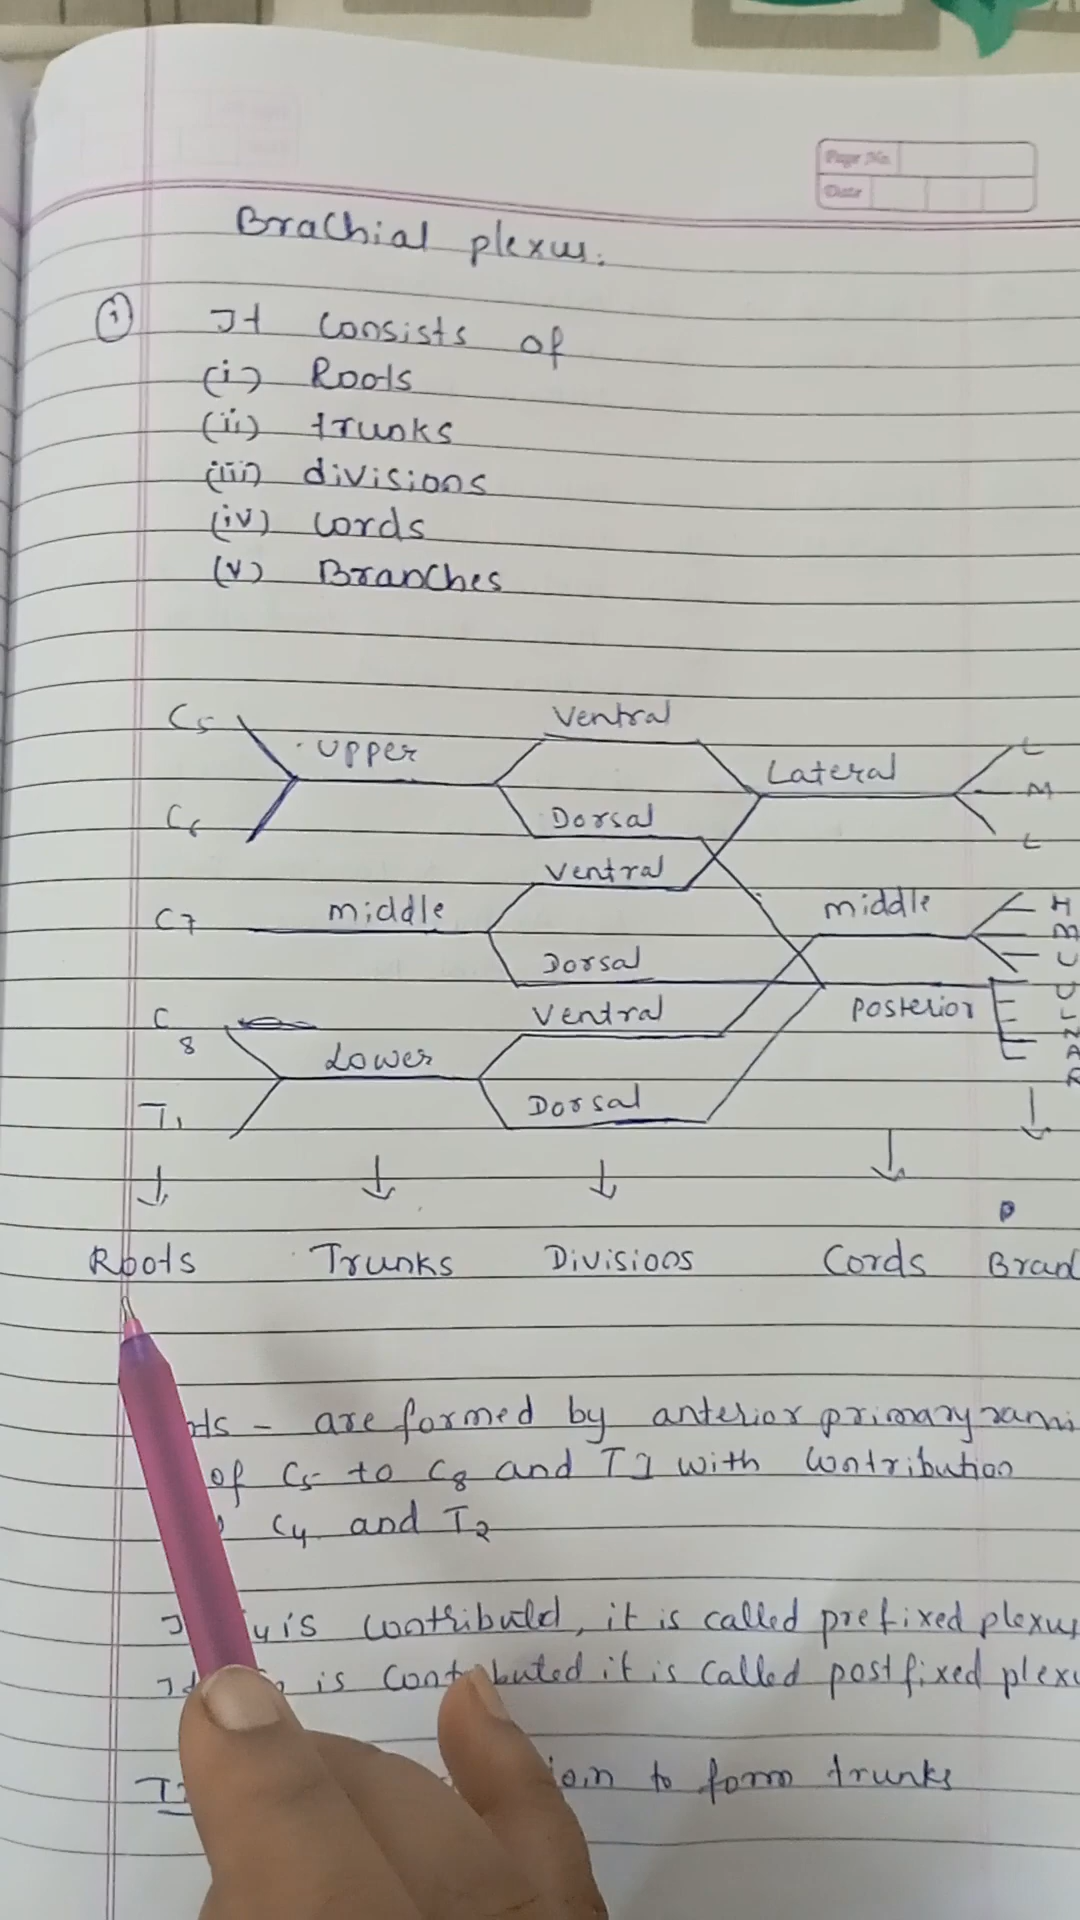 Page No.
Date
Brachial plexus.
① It consists of
(i) Roots
(ii) trunks
(iii) divisions
(iv) cords
(v) Branches
C5 Upper Ventral Lateral L
M
C6 Dorsal L
Ventral
C7 middle middle H
M
Dorsal U
C8 Ventral posterior U
Lower L
N
A
T1 Dorsal R
Roots Trunks Divisions Cords Bran
are formed by anterior primary rami
of C5 to C8 and T1 with contribution
C4 and T2
is contributed, it is called prefixed plexus
is contributed it is called postfixed
to form trunks